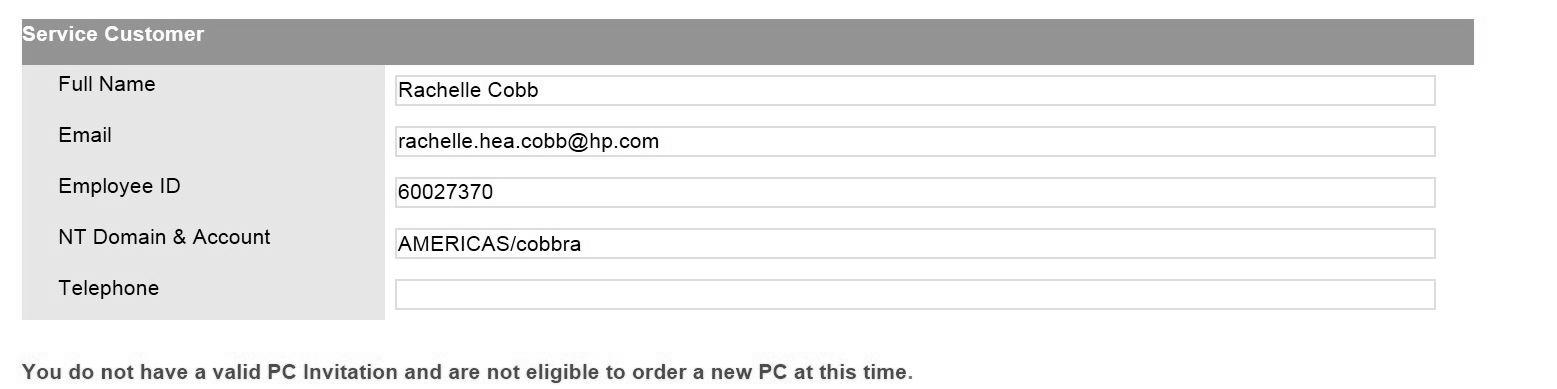 Service Customer
Full Name Rachelle Cobb
Email rachelle.hea.cobb@hp.com
Employee ID 60027370
NT Domain & Account AMERICAS/cobbra
Telephone
You do not have a valid PC Invitation and are not eligible to order a new PC at this time.